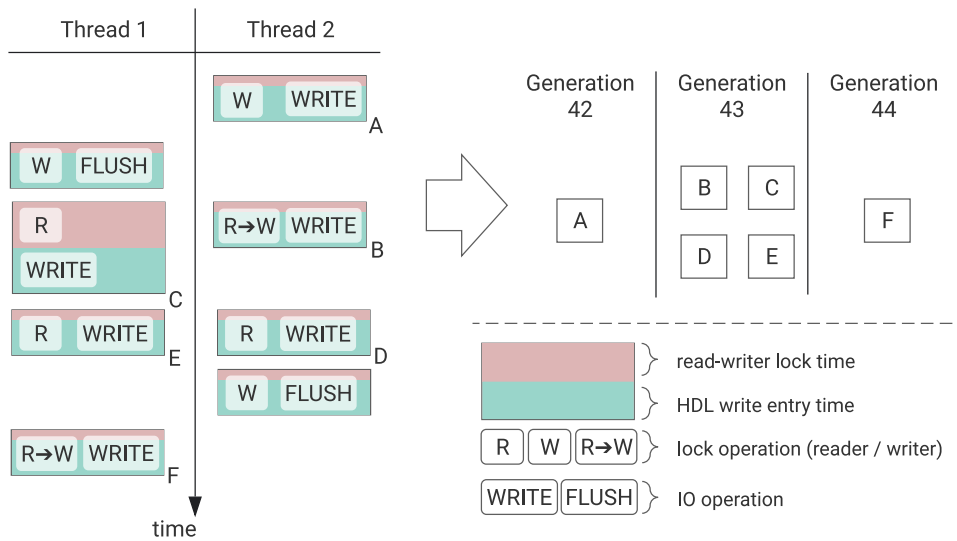 Thread 1
Thread 2
W WRITE
A
W FLUSH
R
WRITE
C
R➔W WRITE
B
R WRITE
E
R WRITE
D
W FLUSH
R➔W WRITE
F
time
Generation
42
Generation
43
Generation
44
A
B C
D E
F
read-writer lock time
HDL write entry time
R W R➔W lock operation (reader / writer)
WRITE FLUSH IO operation